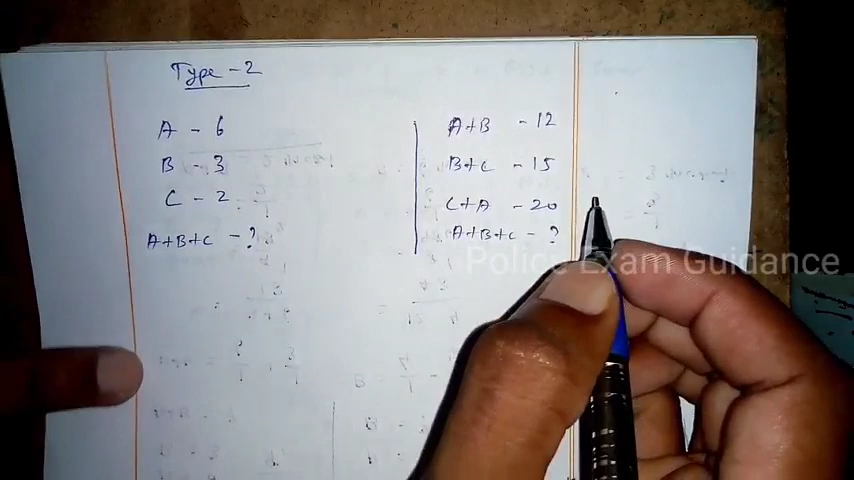 Type - 2
A - 6
B - 3
C - 2
A+B+C - ?
A+B - 12
B+C - 15
C+A - 20
A+B+C - ?
Police Exam Guidance